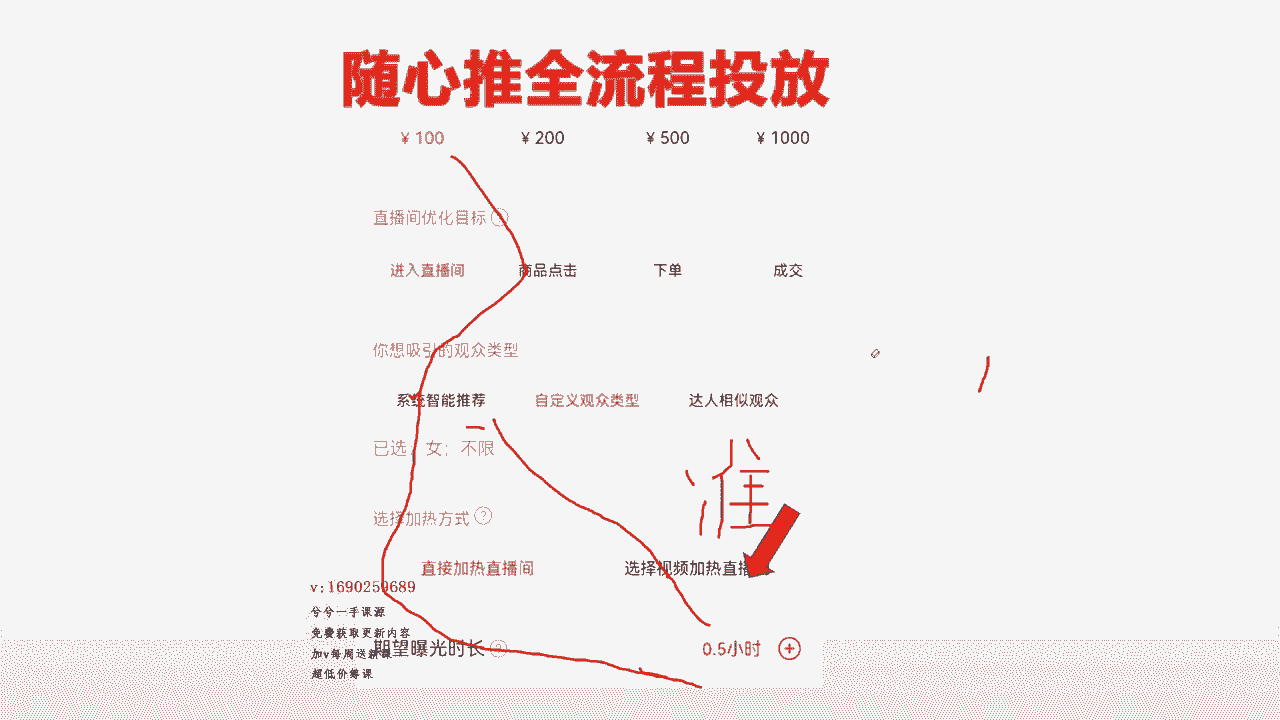 随心推全流程投放
¥ 100 ¥ 200 ¥ 500 ¥ 1000
直播间优化目标 ?
进入直播间 商品点击 下单 成交
你想吸引的观众类型
系统智能推荐 自定义观众类型 达人相似观众
已选：女；不限
准
选择加热方式 ?
直接加热直播间 选择视频加热直播
v:1690259689
兮兮一手课源
免费获取更新内容
期望曝光时长 ? 0.5小时 +
加v每周送新课
超低价筹课